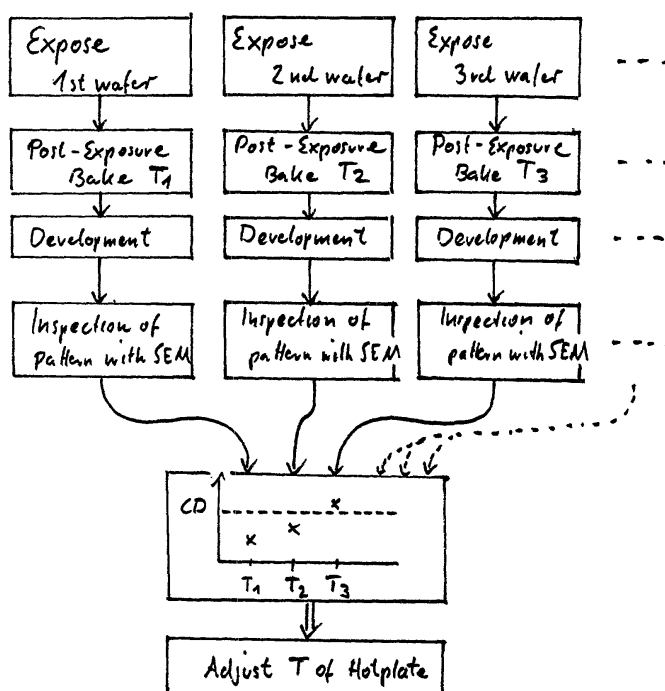 Expose
1st wafer
Expose
2nd wafer
Expose
3rd wafer
Post-Exposure
Bake T1
Post-Exposure
Bake T2
Post-Exposure
Bake T3
Development
Development
Development
Inspection of
pattern with SEM
Inspection of
pattern with SEM
Inspection of
pattern with SEM
CD
T1 T2 T3
Adjust T of Hotplate